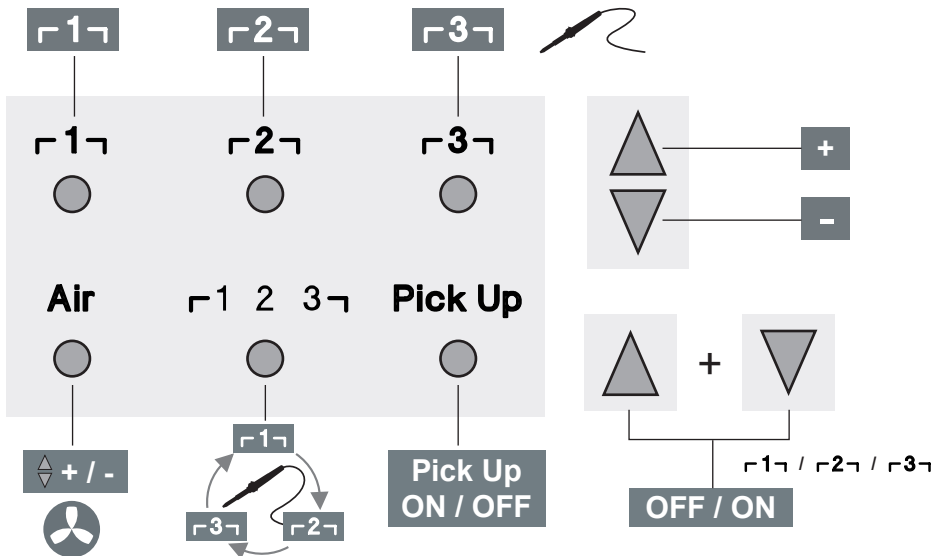 ┌1┐ ┌2┐ ┌3┐
┌1┐ ┌2┐ ┌3┐
+
-
Air ┌1 2 3┐ Pick Up
+
┌1┐
+ / -
┌3┐ ┌2┐
Pick Up
ON / OFF
┌1┐ / ┌2┐ / ┌3┐
OFF / ON